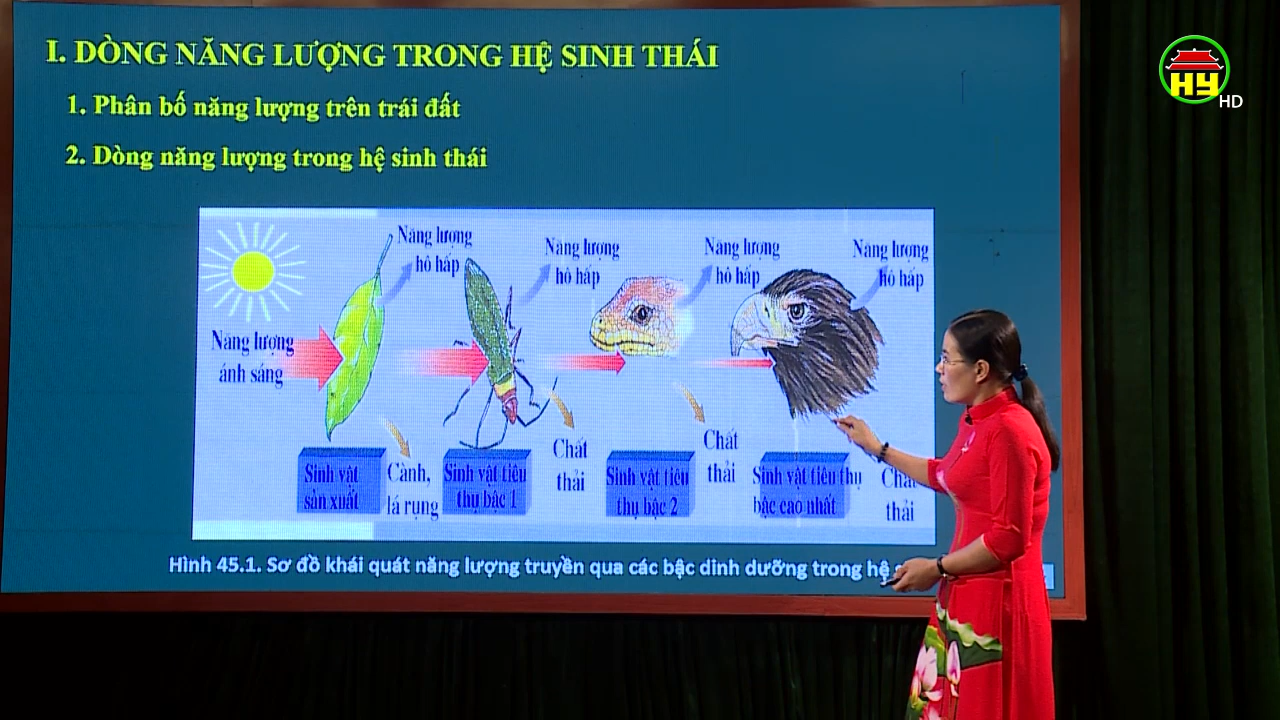 I. DÒNG NĂNG LƯỢNG TRONG HỆ SINH THÁI
1. Phân bố năng lượng trên trái đất
2. Dòng năng lượng trong hệ sinh thái
HY
HD
Năng lượng
hô hấp
Năng lượng
hô hấp
Năng lượng
hô hấp
Năng lượng
hô hấp
Năng lượng
ánh sáng
Sinh vật
sản xuất
Cành,
lá rụng
Sinh vật tiêu
thụ bậc 1
Chất
thải
Sinh vật tiêu
thụ bậc 2
Chất
thải
Sinh vật tiêu thụ
bậc cao nhất
Chất
thải
Hình 45.1. Sơ đồ khái quát năng lượng truyền qua các bậc dinh dưỡng trong hệ